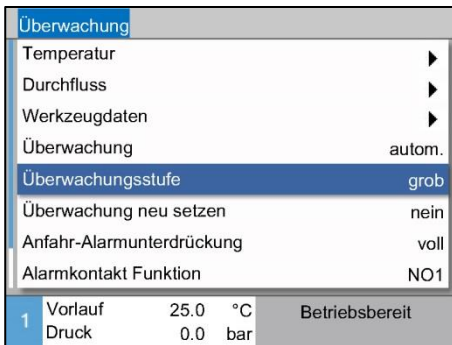 Überwachung
Temperatur
Durchfluss
Werkzeugdaten
Überwachung autom.
Überwachungsstufe grob
Überwachung neu setzen nein
Anfahr-Alarmunterdrückung voll
Alarmkontakt Funktion NO1
1 Vorlauf 25.0 °C Betriebsbereit
Druck 0.0 bar